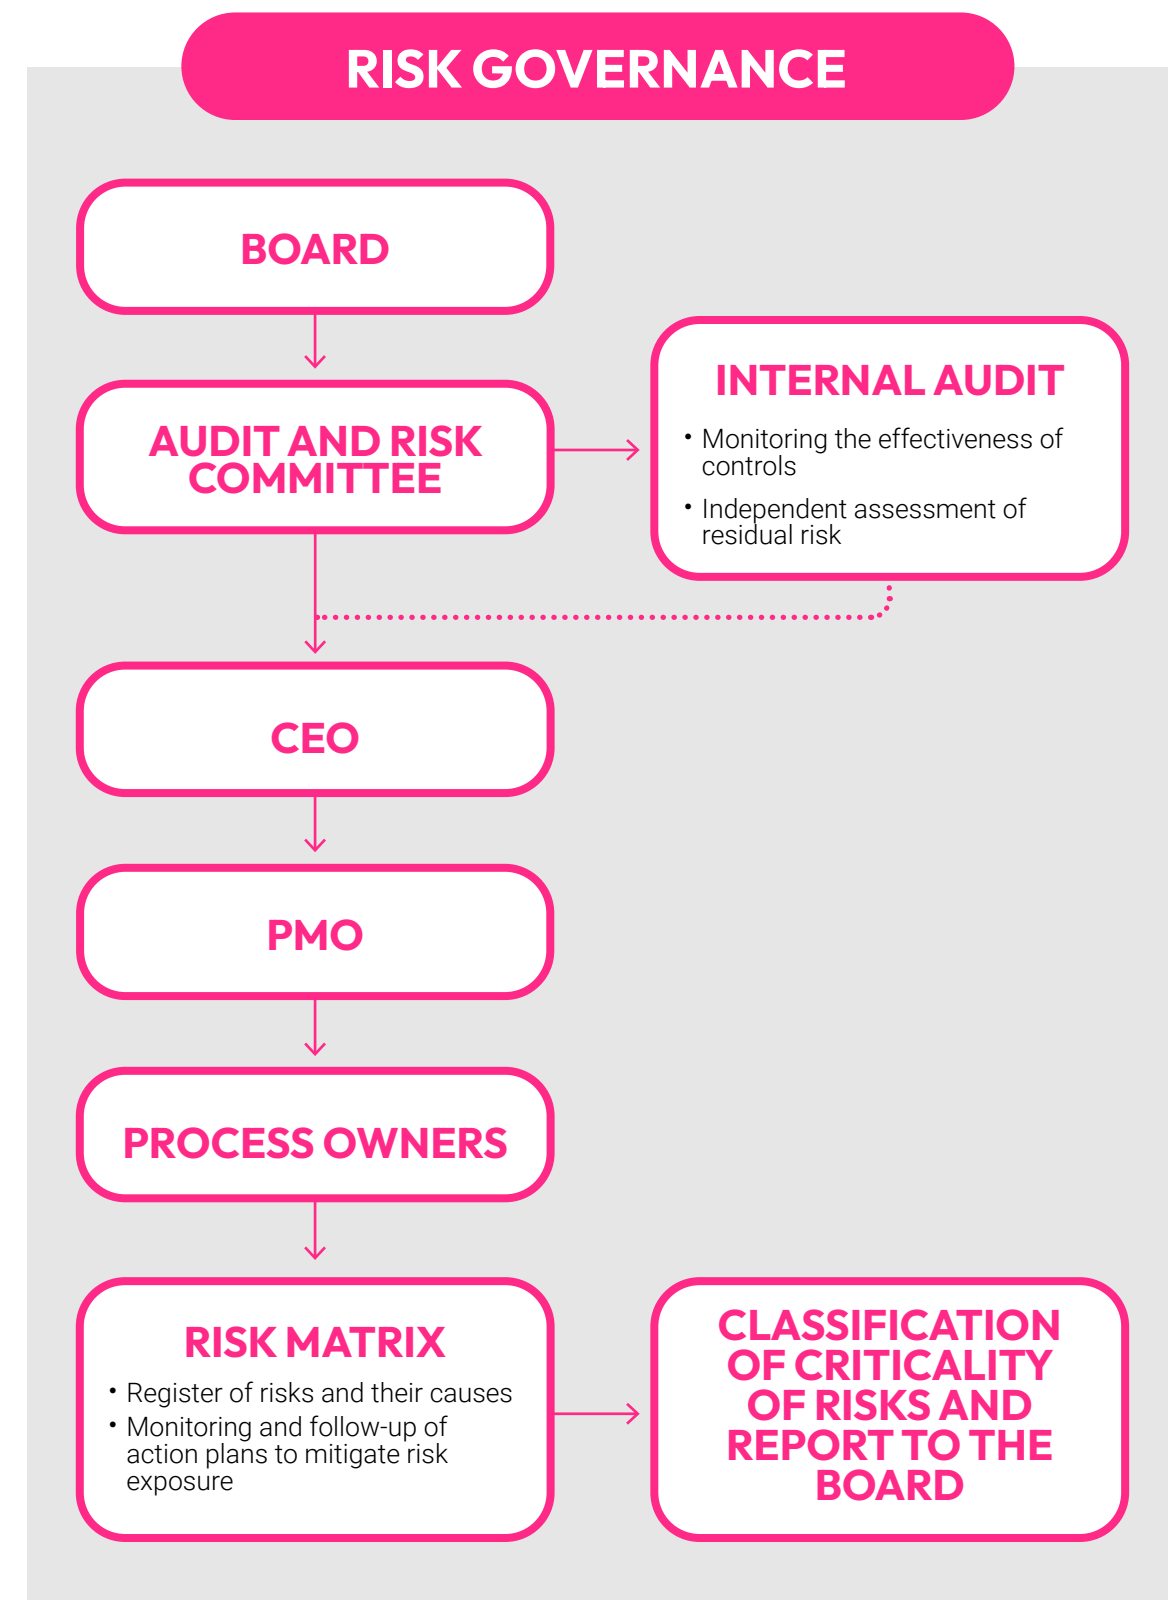 RISK GOVERNANCE
BOARD
AUDIT AND RISK
COMMITTEE
INTERNAL AUDIT
• Monitoring the effectiveness of
controls
• Independent assessment of
residual risk
CEO
PMO
PROCESS OWNERS
RISK MATRIX
• Register of risks and their causes
• Monitoring and follow-up of
action plans to mitigate risk
exposure
CLASSIFICATION
OF CRITICALITY
OF RISKS AND
REPORT TO THE
BOARD